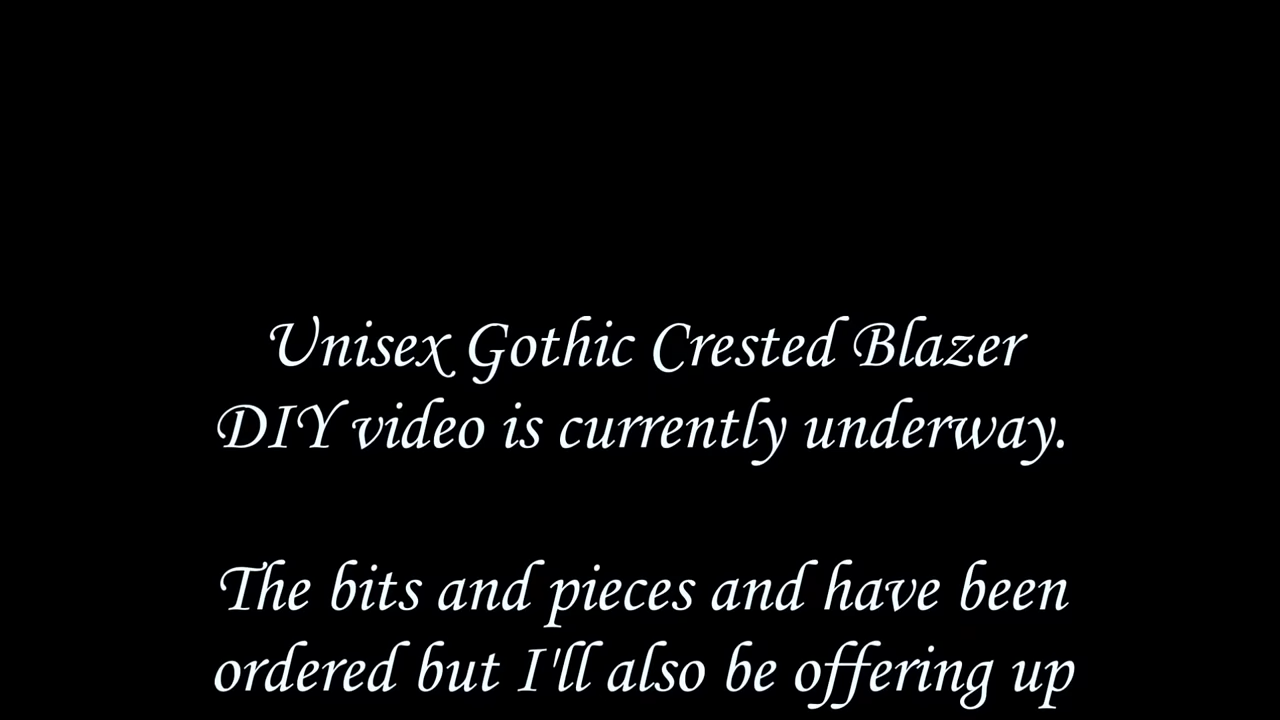 Unisex Gothic Crested Blazer
DIY video is currently underway.
The bits and pieces and have been
ordered but I'll also be offering up